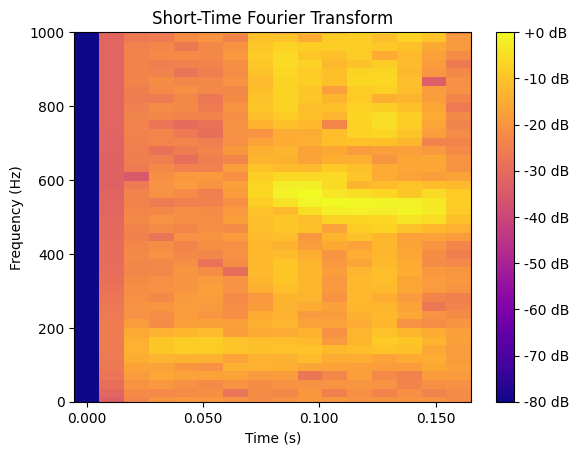 Short-Time Fourier Transform
1000
800
600
400
200
0
Frequency (Hz)
0.000
0.050
0.100
0.150
Time (s)
+0 dB
-10 dB
-20 dB
-30 dB
-40 dB
-50 dB
-60 dB
-70 dB
-80 dB